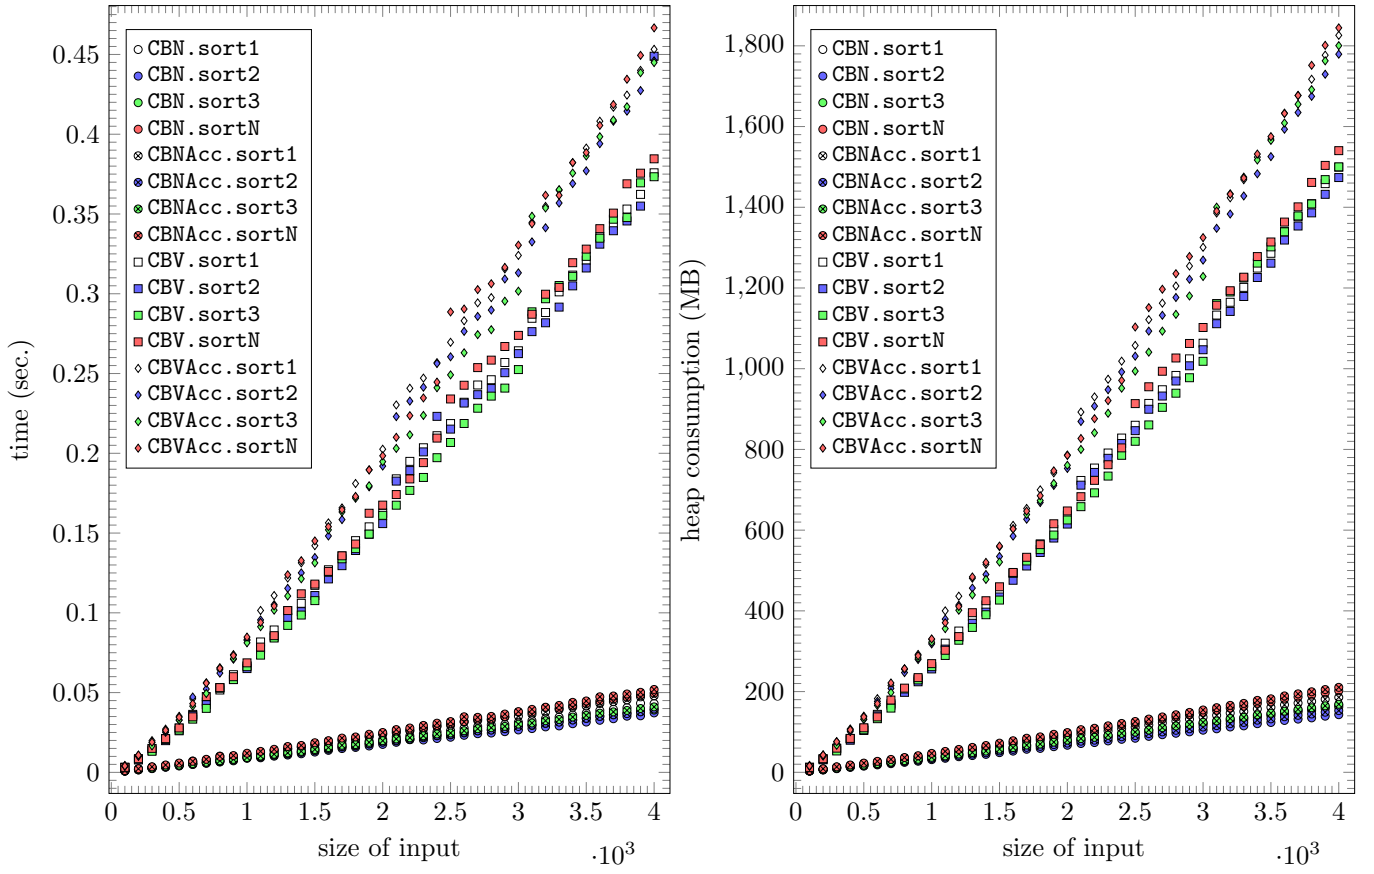 0.45
0.4
0.35
0.3
0.25
0.2
0.15
0.1
0.05
0
time (sec.)
CBN.sort1
CBN.sort2
CBN.sort3
CBN.sortN
CBNAcc.sort1
CBNAcc.sort2
CBNAcc.sort3
CBNAcc.sortN
CBV.sort1
CBV.sort2
CBV.sort3
CBV.sortN
CBVAcc.sort1
CBVAcc.sort2
CBVAcc.sort3
CBVAcc.sortN
0 0.5 1 1.5 2 2.5 3 3.5 4
size of input
·10³
1,800
1,600
1,400
1,200
1,000
800
600
400
200
0
heap consumption (MB)
CBN.sort1
CBN.sort2
CBN.sort3
CBN.sortN
CBNAcc.sort1
CBNAcc.sort2
CBNAcc.sort3
CBNAcc.sortN
CBV.sort1
CBV.sort2
CBV.sort3
CBV.sortN
CBVAcc.sort1
CBVAcc.sort2
CBVAcc.sort3
CBVAcc.sortN
0 0.5 1 1.5 2 2.5 3 3.5 4
size of input
·10³